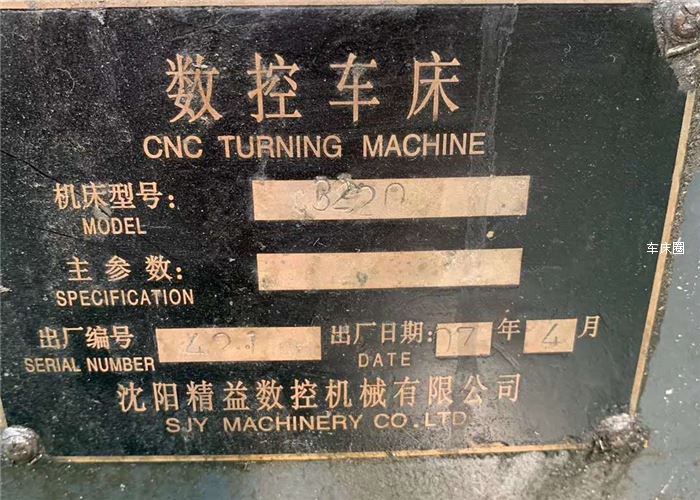 数控车床
CNC TURNING MACHINE
机床型号:
MODEL
主参数:
SPECIFICATION
出厂编号 出厂日期: 07 年 4 月
SERIAL NUMBER DATE
沈阳精益数控机械有限公司
SJY MACHINERY CO.LTD
车床圈